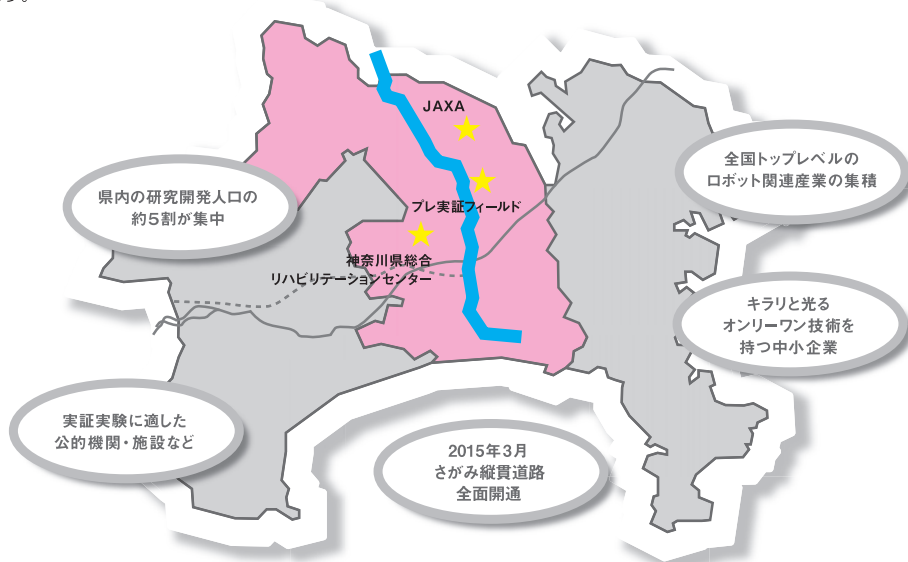 す。
JAXA
プレ実証フィールド
神奈川県総合
リハビリテーションセンター
県内の研究開発人口の
約5割が集中
全国トップレベルの
ロボット関連産業の集積
キラリと光る
オンリーワン技術を
持つ中小企業
実証実験に適した
公的機関・施設など
2015年3月
さがみ縦貫道路
全面開通